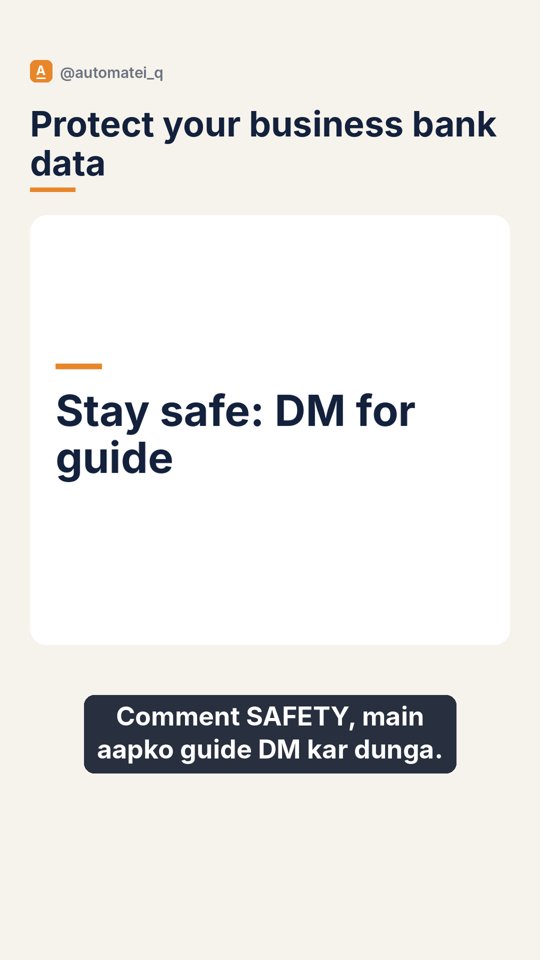 A
@automatei_q
Protect your business bank
data
Stay safe: DM for
guide
Comment SAFETY, main
aapko guide DM kar dunga.